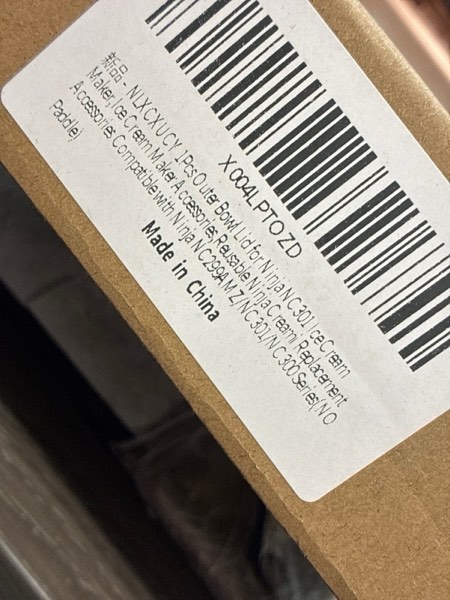 X004LPTOZD
新品 - NLXCXUCY 1Pcs Outer Bowl Lid for Ninja NC301 Ice Cream
Maker, Ice Cream Maker Accessories Reusable Ninja Creami Replacement
Accessories Compatible with Ninja NC299AMZ/NC301/NC300 Series(NO
Paddle)
Made in China